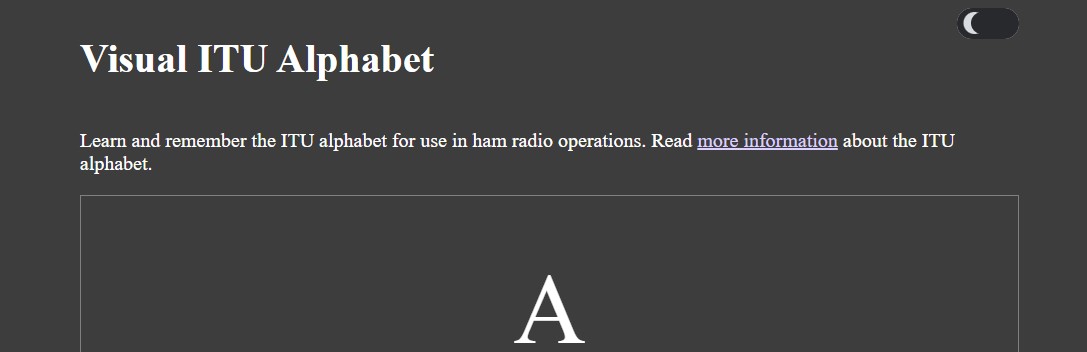 Visual ITU Alphabet
Learn and remember the ITU alphabet for use in ham radio operations. Read more information about the ITU
alphabet.
A